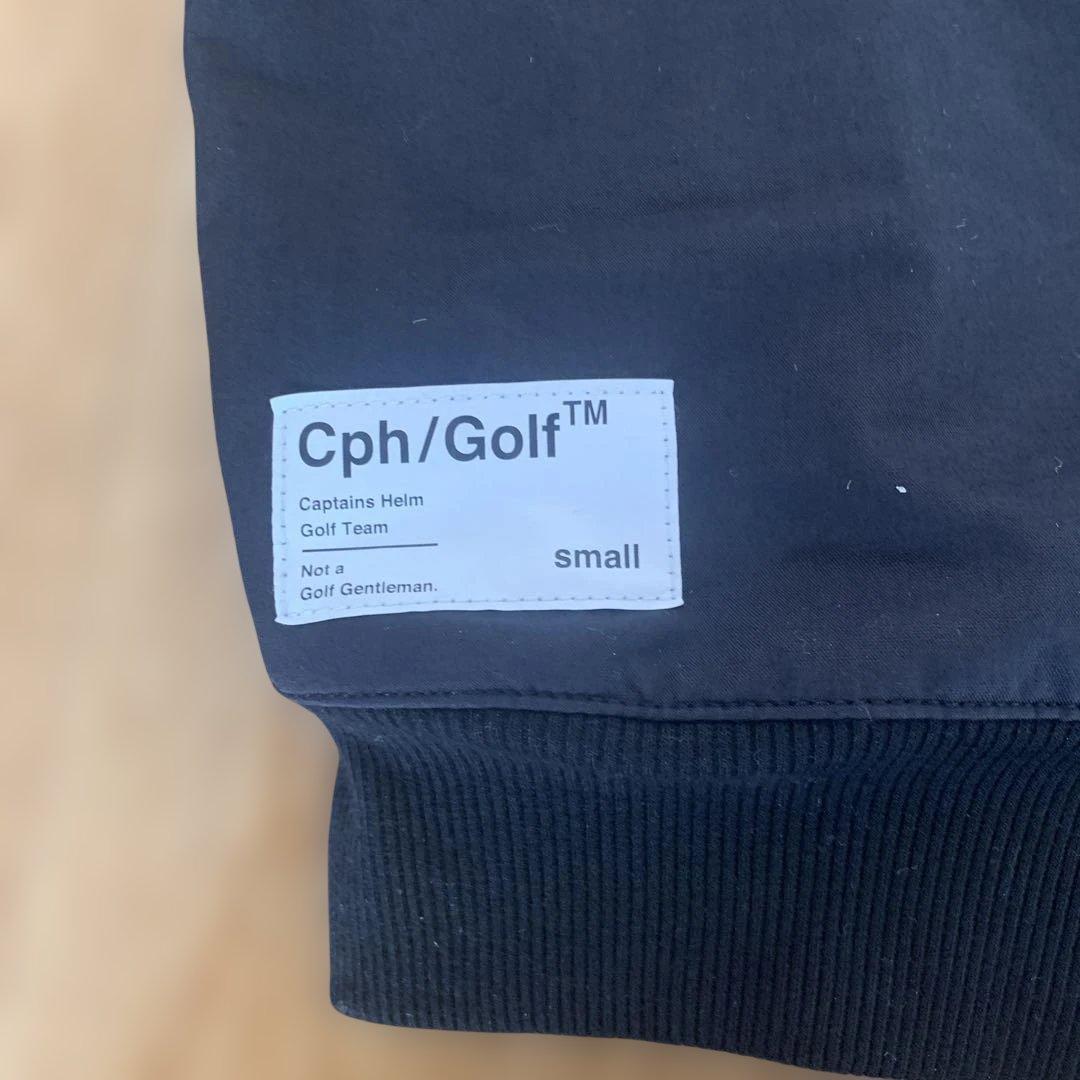 Cph/Golf™
Captains Helm
Golf Team
Not a
Golf Gentleman.
small